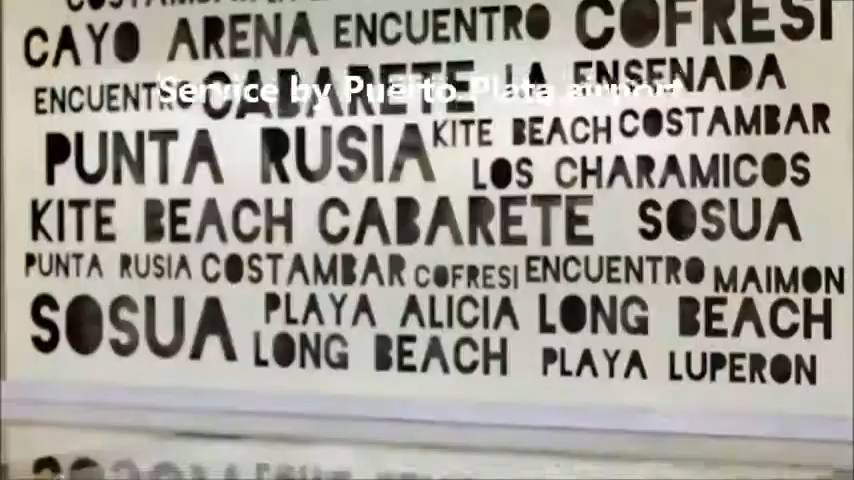 COSTAMBAR
CAYO ARENA ENCUENTRO COFRESI
Service by Puerto Plata airport
ENCUENTRO CABARETE LA ENSENADA
PUNTA RUSIA KITE BEACH COSTAMBAR
LOS CHARAMICOS
KITE BEACH CABARETE SOSUA
PUNTA RUSIA COSTAMBAR COFRESI ENCUENTRO MAIMON
SOSUA PLAYA ALICIA LONG BEACH
LONG BEACH PLAYA LUPERON